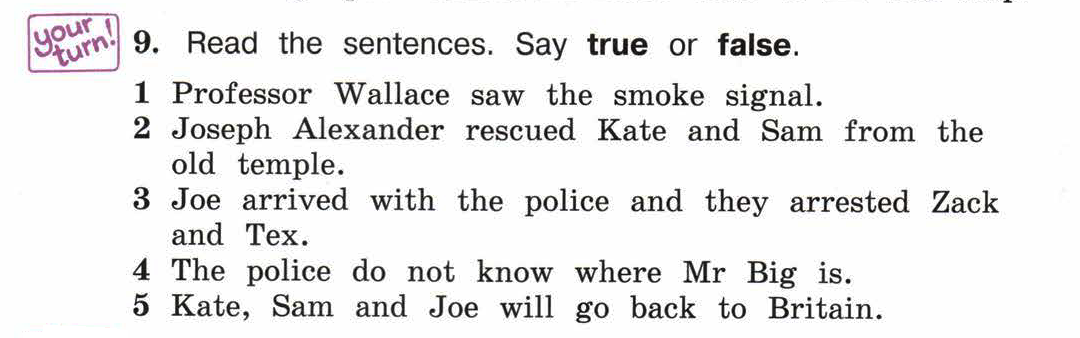 your turn!
9. Read the sentences. Say true or false.
1 Professor Wallace saw the smoke signal.
2 Joseph Alexander rescued Kate and Sam from the
old temple.
3 Joe arrived with the police and they arrested Zack
and Tex.
4 The police do not know where Mr Big is.
5 Kate, Sam and Joe will go back to Britain.